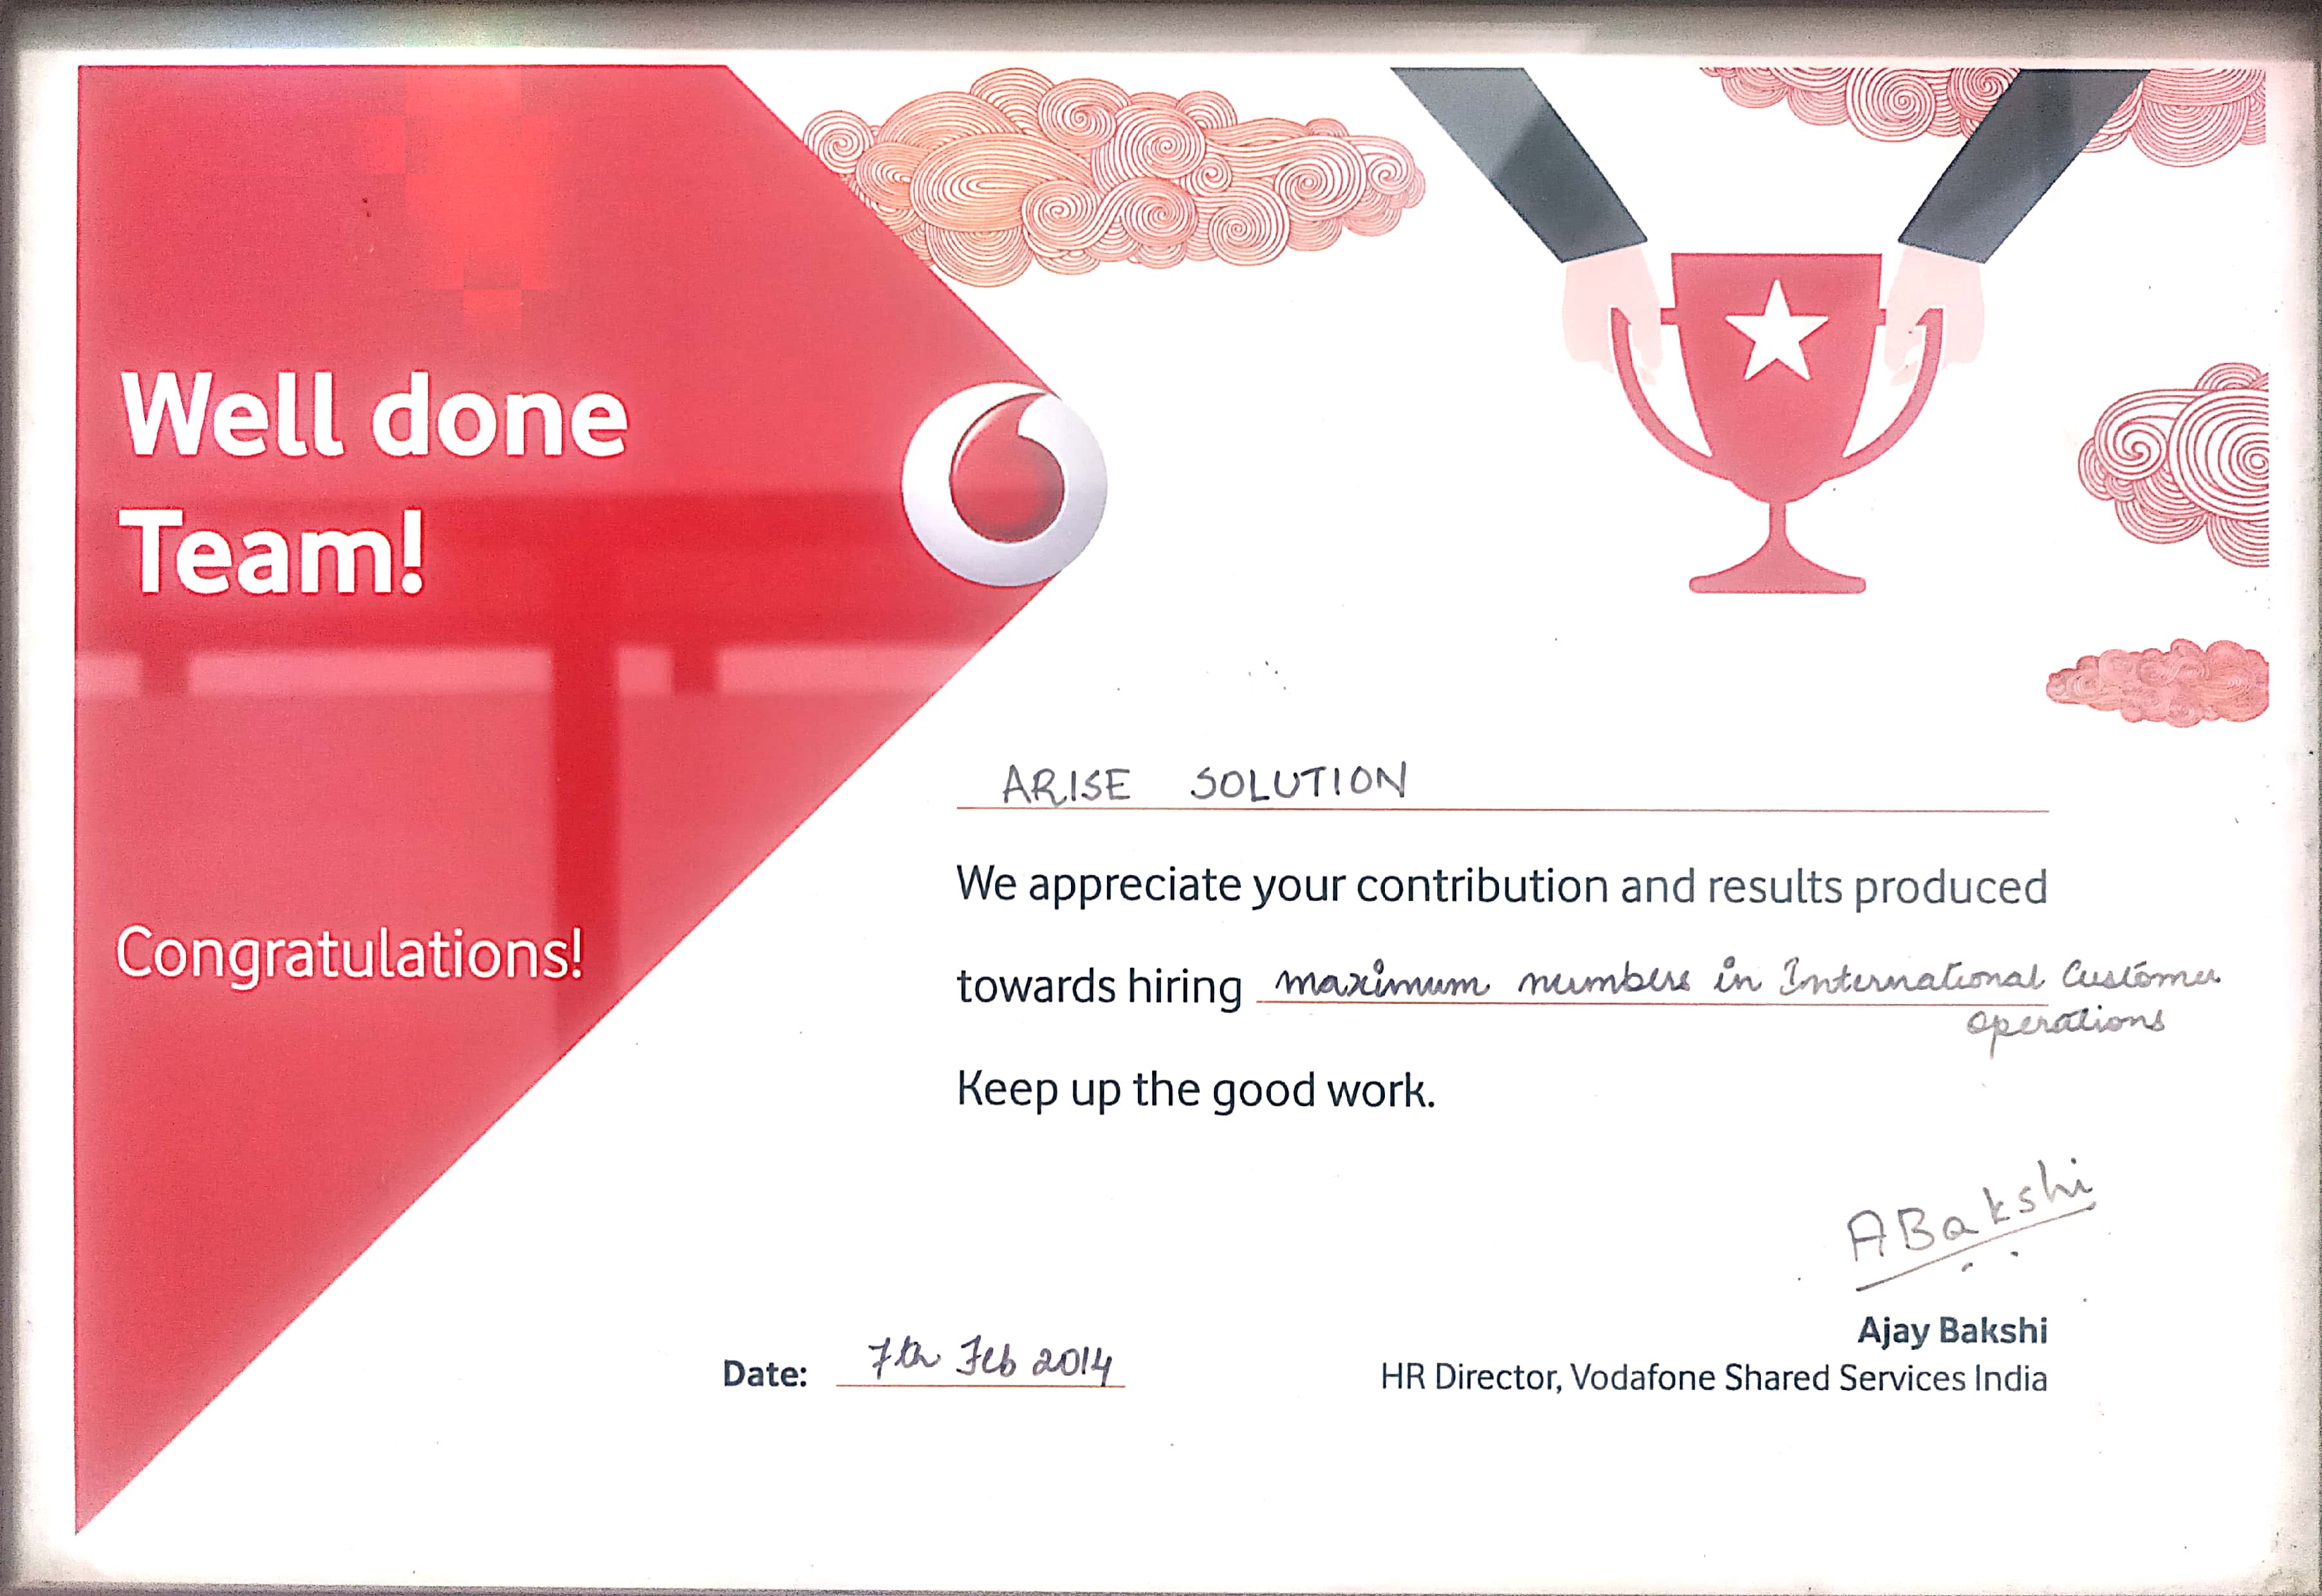 Well done
Team!
Congratulations!
ARISE SOLUTION
We appreciate your contribution and results produced
towards hiring maximum numbers in International Customer
operations
Keep up the good work.
ABakshi
Ajay Bakshi
HR Director, Vodafone Shared Services India
Date: 7th Feb 2014